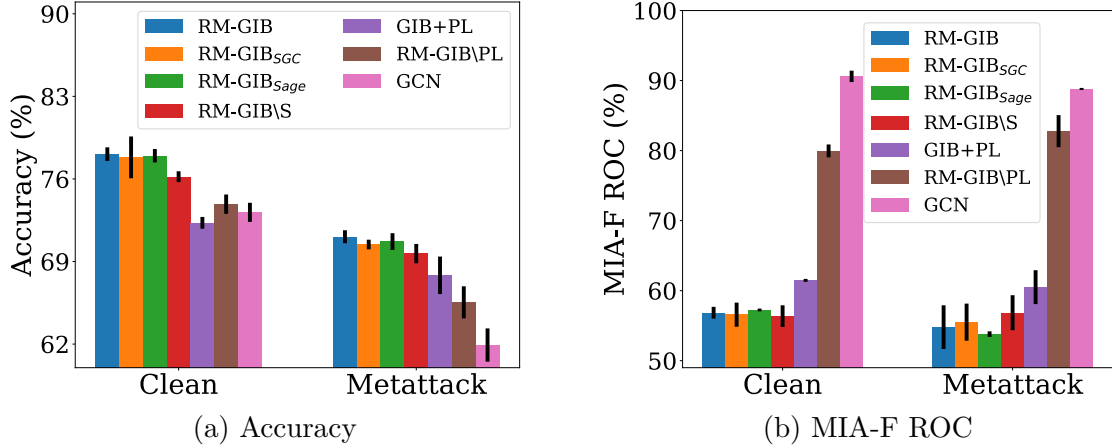 90
83
76
69
62
Accuracy (%)
RM-GIB
RM-GIB_SGC
RM-GIB_Sage
RM-GIB\S
GIB+PL
RM-GIB\PL
GCN
Clean
Metattack
(a) Accuracy
100
90
80
70
60
50
MIA-F ROC (%)
RM-GIB
RM-GIB_SGC
RM-GIB_Sage
RM-GIB\S
GIB+PL
RM-GIB\PL
GCN
Clean
Metattack
(b) MIA-F ROC